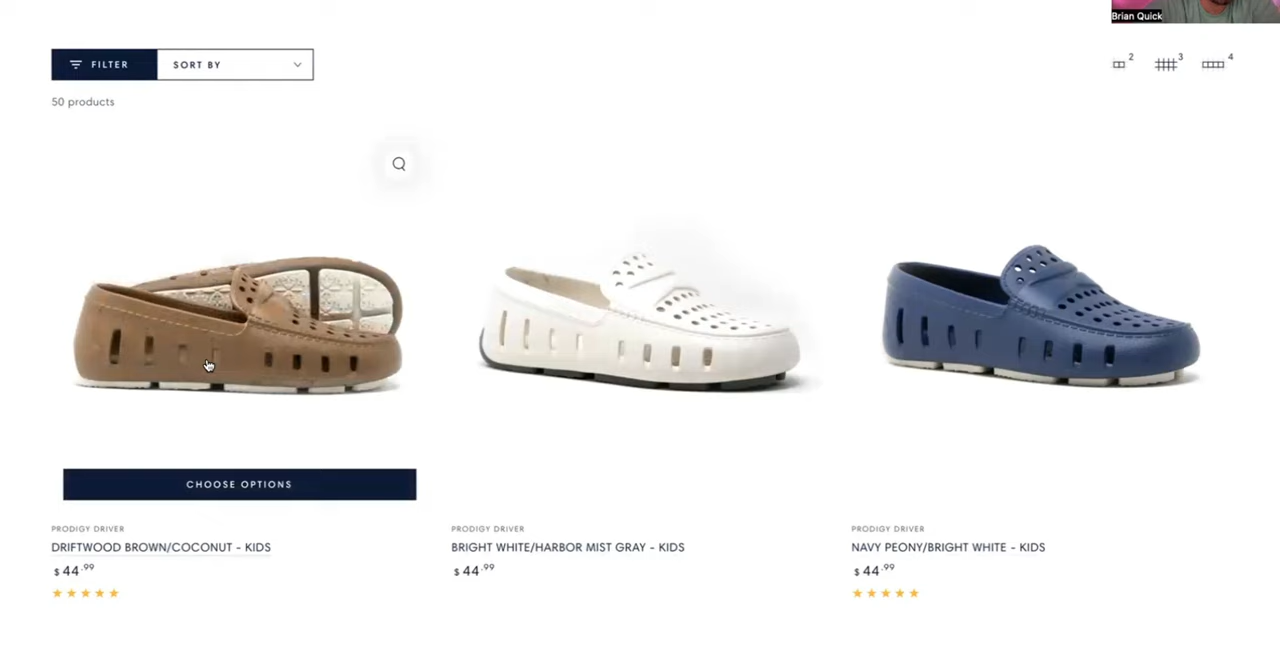 Brian Quick
FILTER
SORT BY
2
3
4
50 products
CHOOSE OPTIONS
PRODIGY DRIVER
DRIFTWOOD BROWN/COCONUT - KIDS
$ 44.99
PRODIGY DRIVER
BRIGHT WHITE/HARBOR MIST GRAY - KIDS
$ 44.99
PRODIGY DRIVER
NAVY PEONY/BRIGHT WHITE - KIDS
$ 44.99